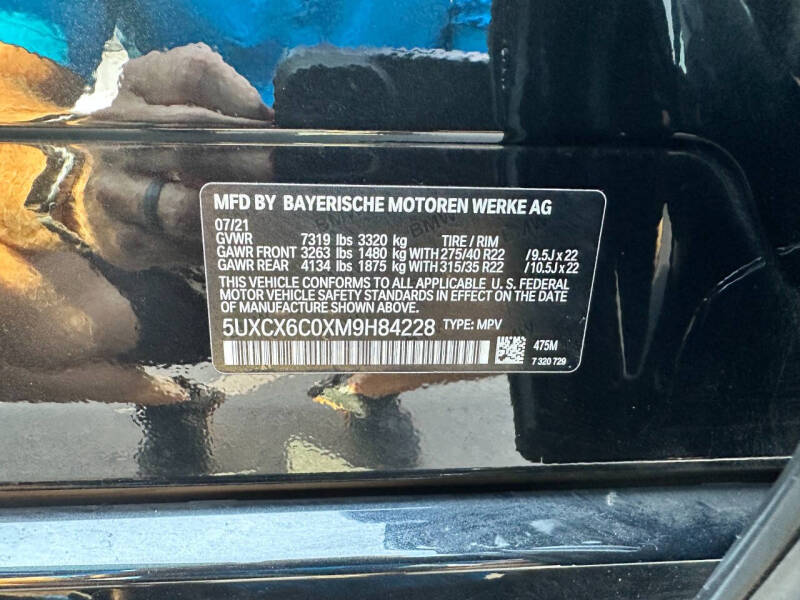 MFD BY BAYERISCHE MOTOREN WERKE AG
07/21
GVWR 7319 lbs 3320 kg TIRE / RIM
GAWR FRONT 3263 lbs 1480 kg WITH 275/40 R22 / 9.5J x 22
GAWR REAR 4134 lbs 1875 kg WITH 315/35 R22 / 10.5J x 22
THIS VEHICLE CONFORMS TO ALL APPLICABLE U. S. FEDERAL
MOTOR VEHICLE SAFETY STANDARDS IN EFFECT ON THE DATE
OF MANUFACTURE SHOWN ABOVE.
5UXCX6C0XM9H84228 TYPE: MPV
475M
7 320 729